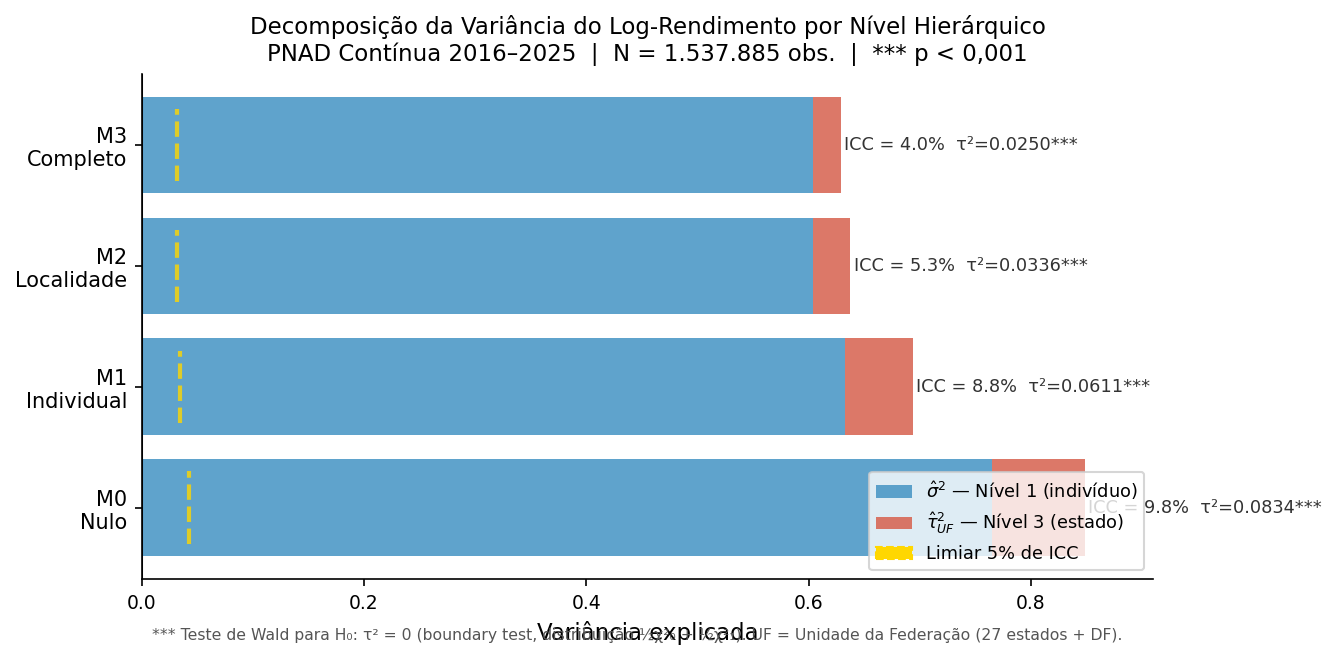 Decomposição da Variância do Log-Rendimento por Nível Hierárquico
PNAD Contínua 2016–2025 | N = 1.537.885 obs. | *** p < 0,001
M3
Completo
ICC = 4.0% τ²=0.0250***
M2
Localidade
ICC = 5.3% τ²=0.0336***
M1
Individual
ICC = 8.8% τ²=0.0611***
M0
Nulo
ICC = 9.8% τ²=0.0834***
σ̂² — Nível 1 (indivíduo)
τ̂²_UF — Nível 3 (estado)
Limiar 5% de ICC
0.0 0.2 0.4 0.6 0.8
Variância explicada
*** Teste de Wald para H₀: τ² = 0 (boundary test, distribuição UF = Unidade da Federação (27 estados + DF).